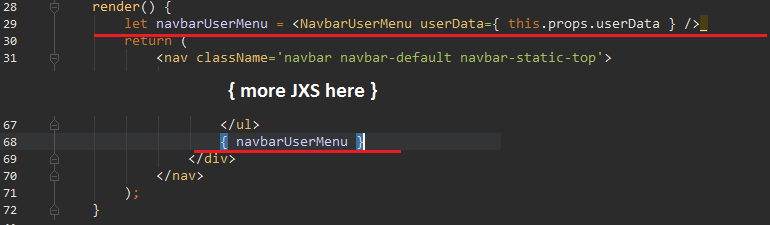 28 render() {
29 let navbarUserMenu = <NavbarUserMenu userData={ this.props.userData } />
30 return (
31 <nav className='navbar navbar-default navbar-static-top'>
{ more JXS here }
67 </ul>
68 { navbarUserMenu }
69 </div>
70 </nav>
71 );
72 }